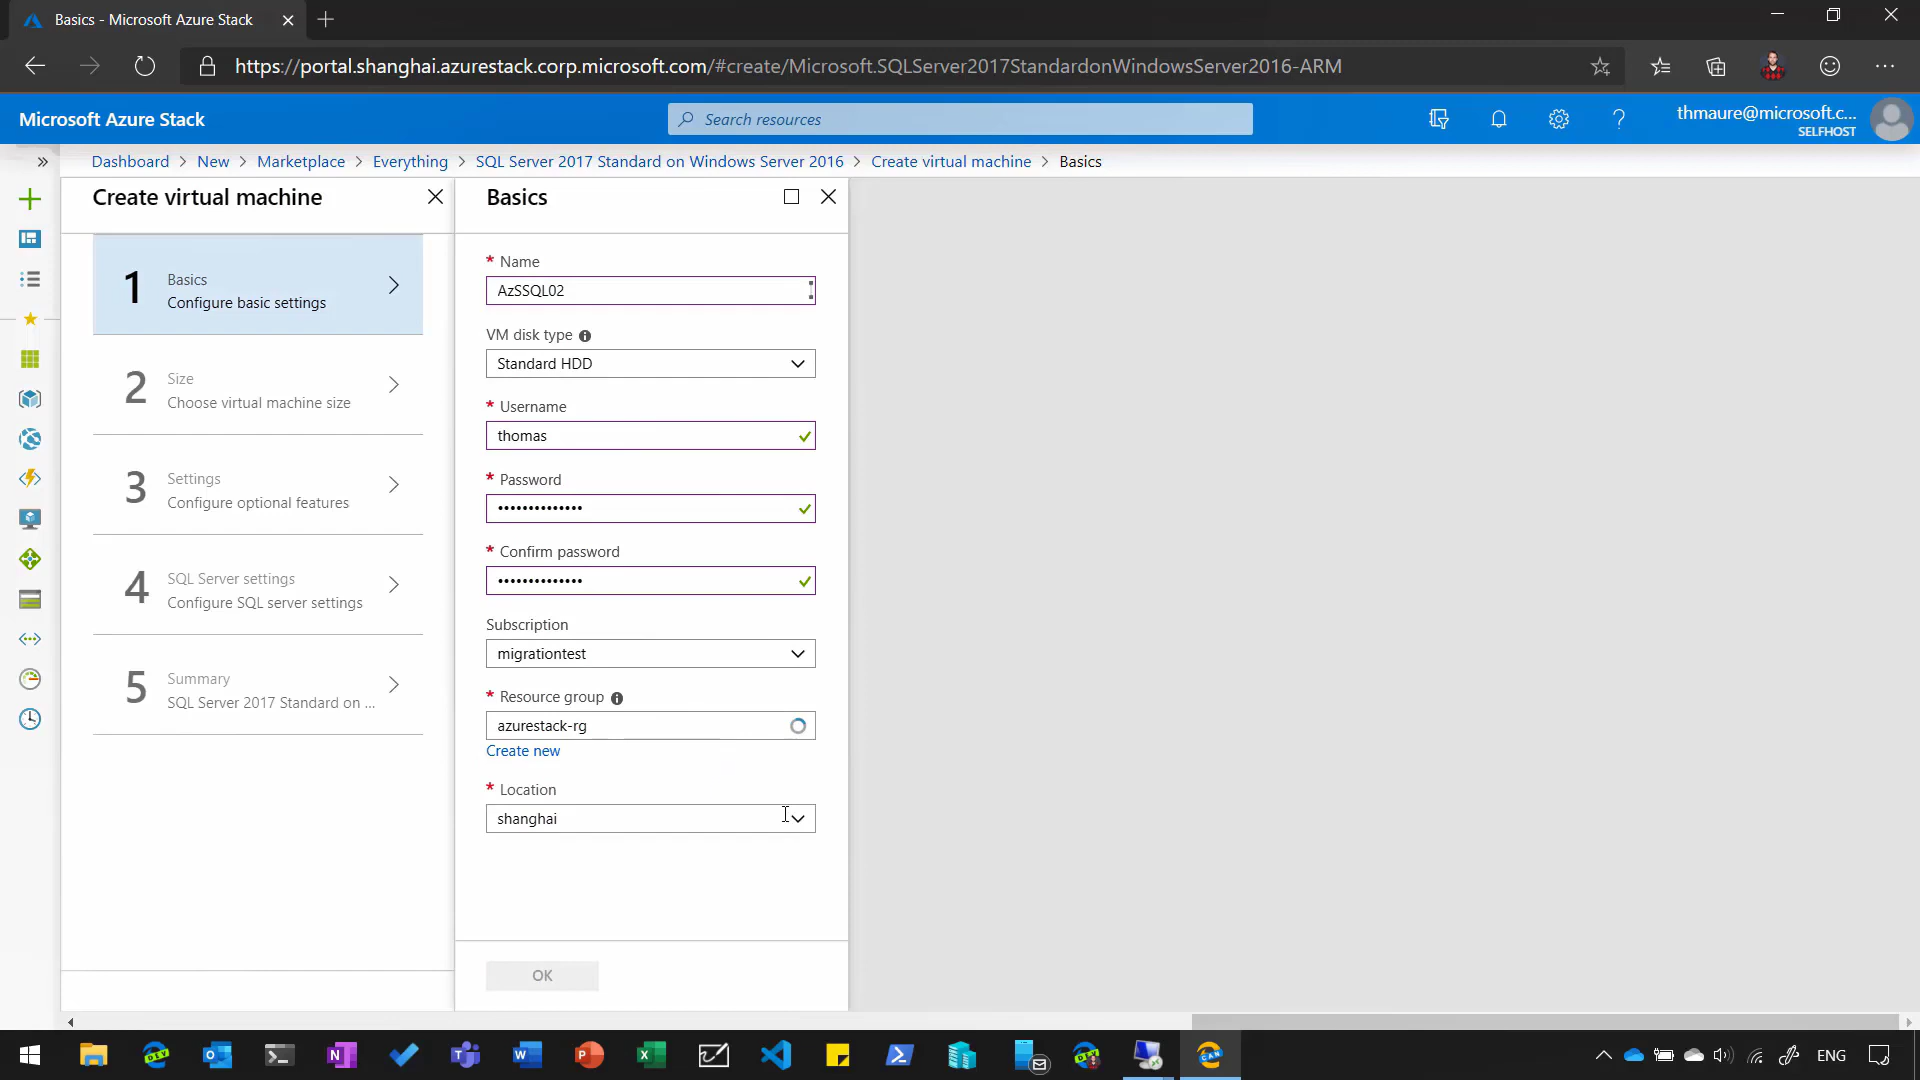 Basics - Microsoft Azure Stack
https://portal.shanghai.azurestack.corp.microsoft.com/#create/Microsoft.SQLServer2017StandardonWindowsServer2016-ARM
Microsoft Azure Stack
Search resources
thmaure@microsoft.c...
SELFHOST
Dashboard > New > Marketplace > Everything > SQL Server 2017 Standard on Windows Server 2016 > Create virtual machine > Basics
Create virtual machine
1
Basics
Configure basic settings
2
Size
Choose virtual machine size
3
Settings
Configure optional features
4
SQL Server settings
Configure SQL server settings
5
Summary
SQL Server 2017 Standard on ...
Basics
* Name
AzSSQL02
VM disk type
Standard HDD
* Username
thomas
* Password
••••••••••••••
* Confirm password
••••••••••••••
Subscription
migrationtest
* Resource group
azurestack-rg
Create new
* Location
shanghai
OK
ENG